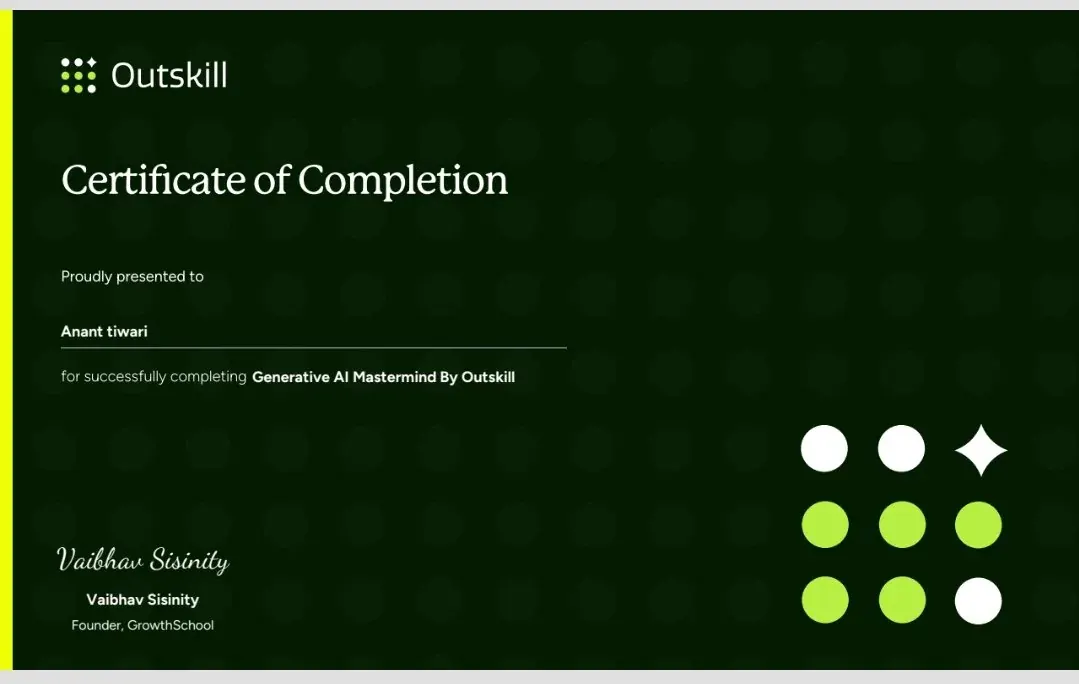 Outskill
Certificate of Completion
Proudly presented to
Anant tiwari
for successfully completing Generative AI Mastermind By Outskill
Vaibhav Sisinity
Vaibhav Sisinity
Founder, GrowthSchool